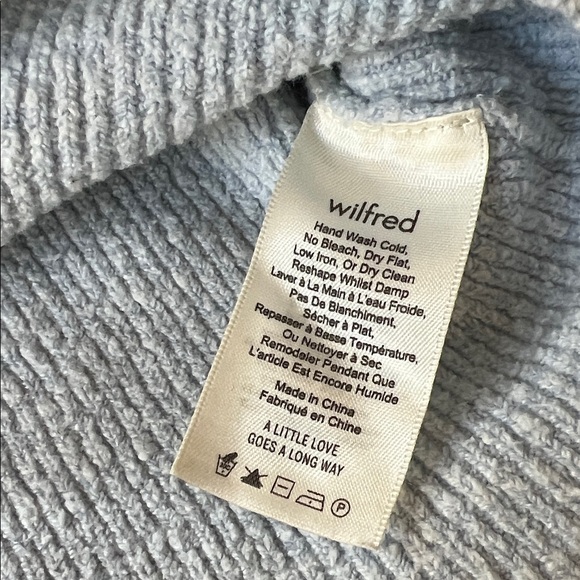 wilfred
Hand Wash Cold,
No Bleach, Dry Flat,
Low Iron, Or Dry Clean
Reshape Whilst Damp
Laver à La Main à L'eau Froide,
Pas De Blanchiment,
Sécher à Plat,
Repasser à Basse Température,
Ou Nettoyer à Sec
Remodeler Pendant Que
L'article Est Encore Humide
Made in China
Fabriqué en Chine
A LITTLE LOVE
GOES A LONG WAY
P